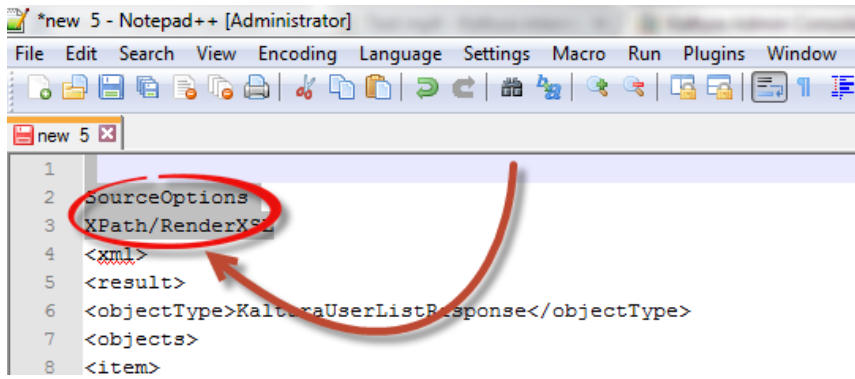 *new 5 - Notepad++ [Administrator]
File Edit Search View Encoding Language Settings Macro Run Plugins Window
new 5
1
2 SourceOptions
3 XPath/RenderXSL
4 <xml>
5 <result>
6 <objectType>KalturaUserListResponse</objectType>
7 <objects>
8 <item>